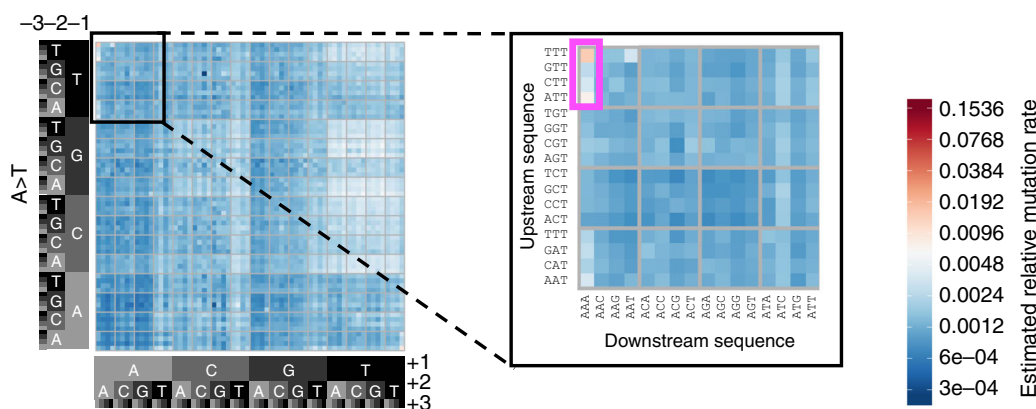 –3–2–1
T
G
C
A
T
T
G
C
A
G
T
G
C
A
C
T
G
C
A
A
A>T
A C G T
A C G T A C G T A C G T A C G T
+1
+2
+3
Upstream sequence
TTT
GTT
CTT
ATT
TGT
GGT
CGT
AGT
TCT
GCT
CCT
ACT
TTT
GAT
CAT
AAT
AAA AAC AAG AAT ACA ACC ACG ACT AGA AGC AGG AGT ATA ATC ATG ATT
Downstream sequence
0.1536
0.0768
0.0384
0.0192
0.0096
0.0048
0.0024
0.0012
6e–04
3e–04
Estimated relative mutation rate